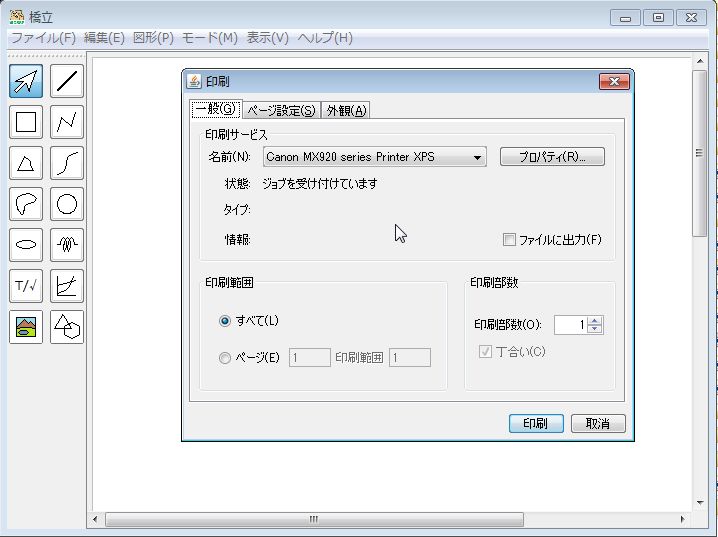 橋立
ファイル(F) 編集(E) 図形(P) モード(M) 表示(V) ヘルプ(H)
印刷
一般(G) ページ設定(S) 外観(A)
印刷サービス
名前(N): Canon MX920 series Printer XPS プロパティ(R)...
状態: ジョブを受け付けています
タイプ:
情報: ファイルに出力(F)
印刷範囲
すべて(L)
ページ(E) 1 印刷範囲 1
印刷部数
印刷部数(O): 1
丁合い(C)
印刷 取消
T/√